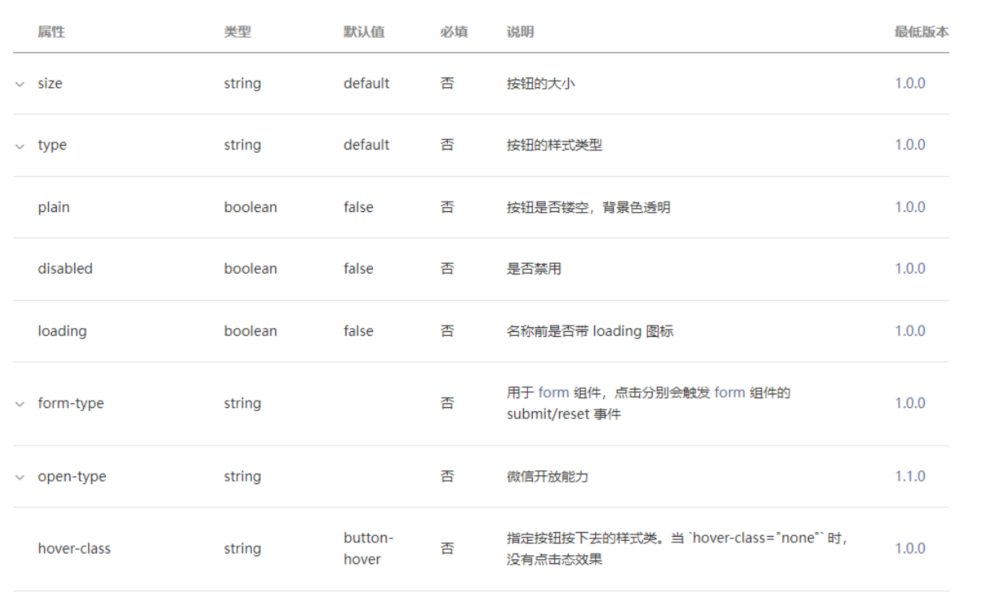 属性 类型 默认值 必填 说明 最低版本
size string default 否 按钮的大小 1.0.0
type string default 否 按钮的样式类型 1.0.0
plain boolean false 否 按钮是否镂空，背景色透明 1.0.0
disabled boolean false 否 是否禁用 1.0.0
loading boolean false 否 名称前是否带 loading 图标 1.0.0
form-type string 否 用于 form 组件，点击分别会触发 form 组件的
submit/reset 事件 1.0.0
open-type string 否 微信开放能力 1.1.0
hover-class string button-
hover 否 指定按钮按下去的样式类。当 `hover-class="none"` 时，
没有点击态效果 1.0.0